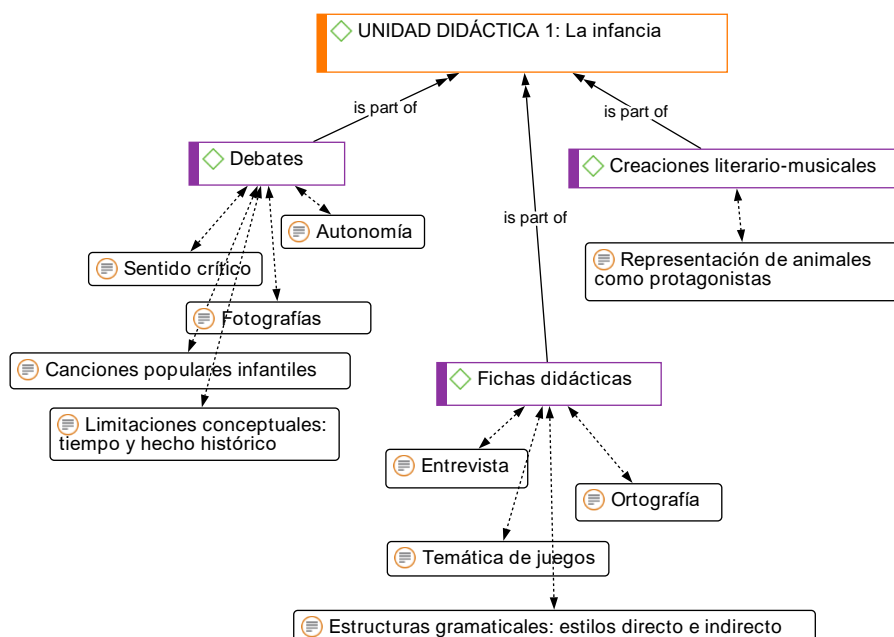 UNIDAD DIDÁCTICA 1: La infancia
is part of
is part of
is part of
Debates
Creaciones literario-musicales
Autonomía
Sentido crítico
Representación de animales
como protagonistas
Fotografías
Canciones populares infantiles
Fichas didácticas
Limitaciones conceptuales:
tiempo y hecho histórico
Entrevista
Ortografía
Temática de juegos
Estructuras gramaticales: estilos directo e indirecto